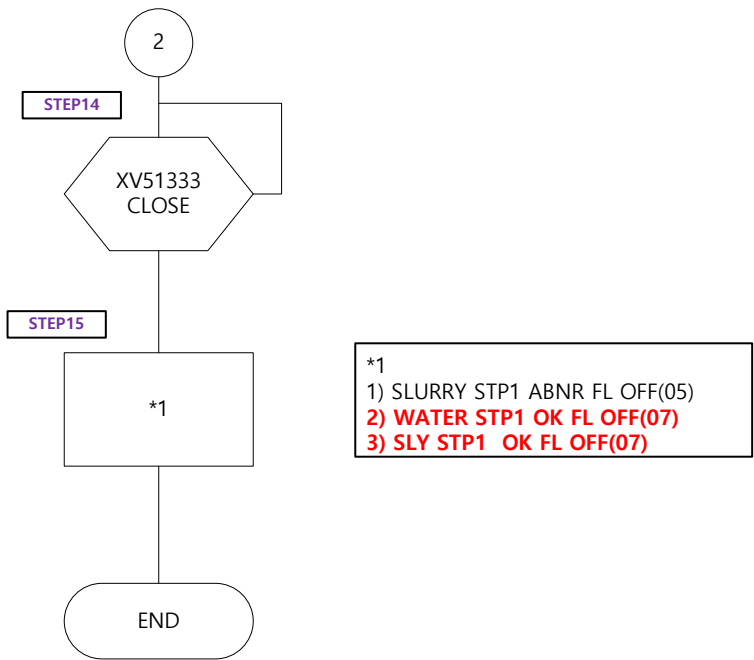 2
STEP14
XV51333
CLOSE
STEP15
*1
*1
1) SLURRY STP1 ABNR FL OFF(05)
2) WATER STP1 OK FL OFF(07)
3) SLY STP1  OK FL OFF(07)
END